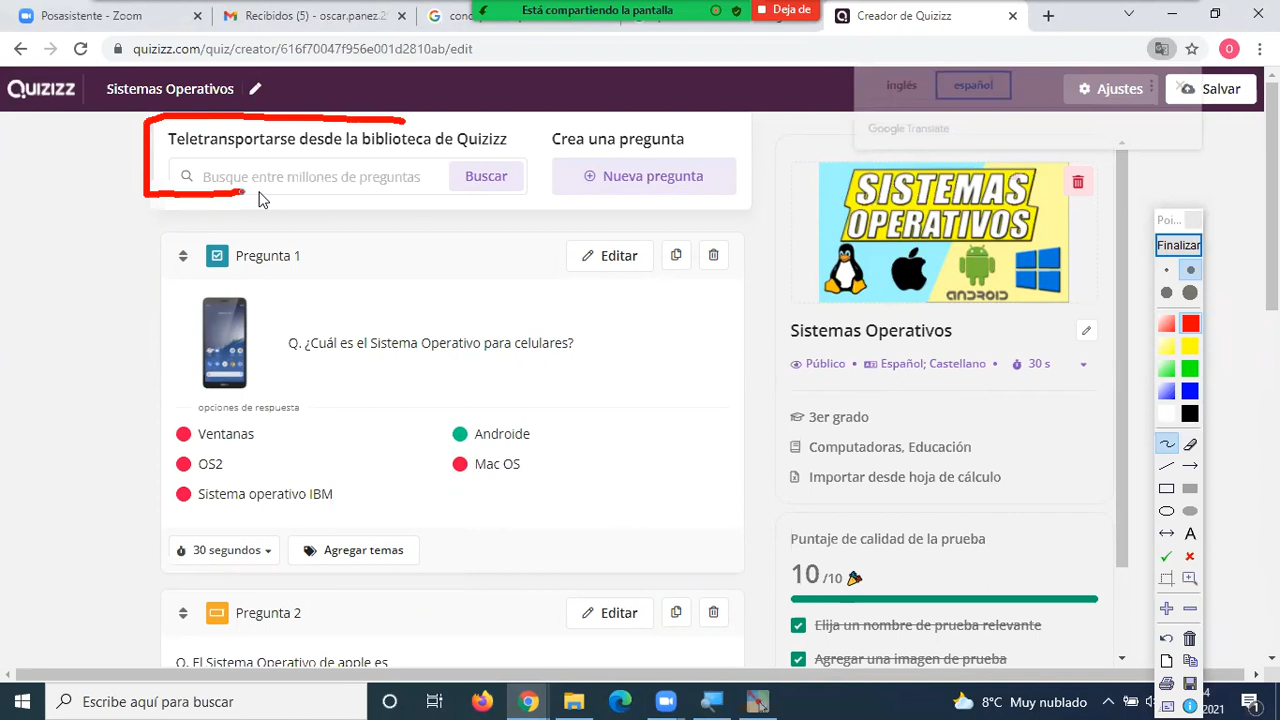 Posasistencia - Zoom
Recibidos (6) - oscar.panez.2
Está compartiendo la pantalla
Deja de
Creador de Quizizz
quizizz.com/quiz/creator/616f70047f956e001d2810ab/edit
QUIZIZZ
Sistemas Operativos
inglés
español
Google Translate
Ajustes
Salvar
Teletransportarse desde la biblioteca de Quizizz
Busque entre millones de preguntas
Buscar
Crea una pregunta
Nueva pregunta
Pregunta 1
Editar
Q. ¿Cuál es el Sistema Operativo para celulares?
opciones de respuesta
Ventanas
Androide
OS2
Mac OS
Sistema operativo IBM
30 segundos
Agregar temas
Pregunta 2
Editar
Q. El Sistema Operativo de apple es
SISTEMAS
OPERATIVOS
ANDROID
Sistemas Operativos
Público • Español; Castellano • 30 s
3er grado
Computadoras, Educación
Importar desde hoja de cálculo
Puntaje de calidad de la prueba
10 /10
Elija un nombre de prueba relevante
Agregar una imagen de prueba
Poi...
Finalizar
A
Escribe aquí para buscar
8°C Muy nublado
2021